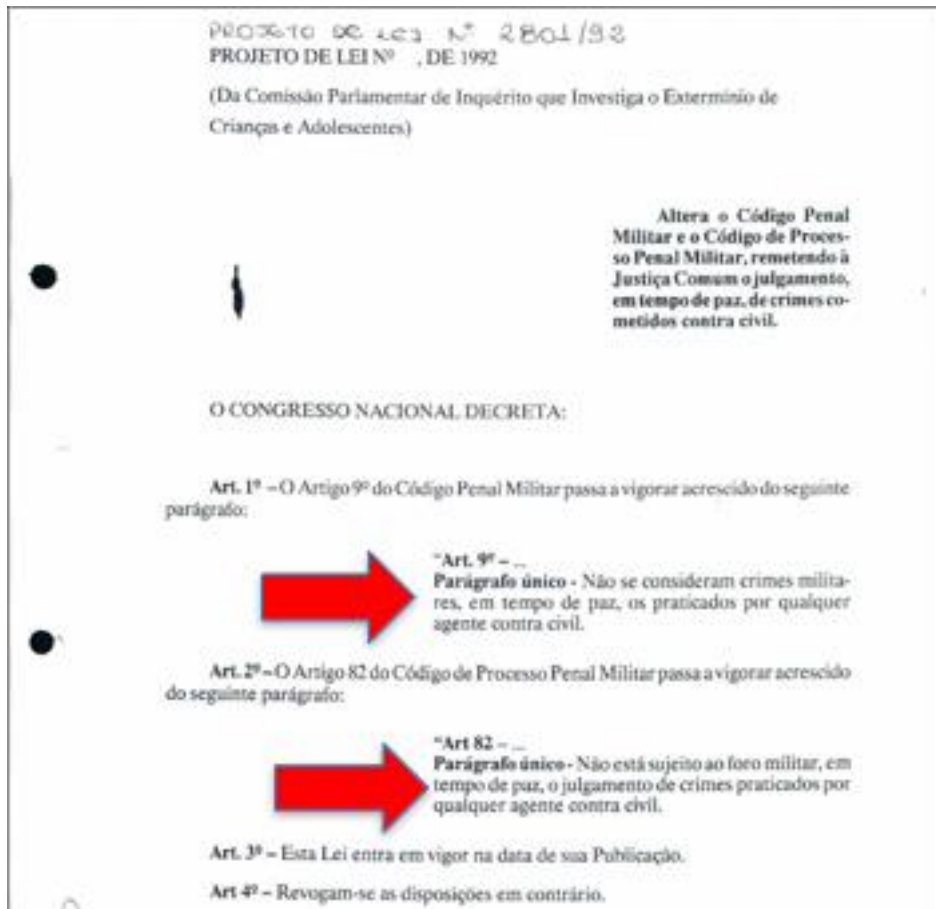 PROJETO DE LEI Nº 2801/92
PROJETO DE LEI Nº , DE 1992
(Da Comissão Parlamentar de Inquérito que Investiga o Extermínio de
Crianças e Adolescentes)
Altera o Código Penal
Militar e o Código de Proces-
so Penal Militar, remetendo à
Justiça Comum o julgamento,
em tempo de paz, de crimes co-
metidos contra civil.
O CONGRESSO NACIONAL DECRETA:
Art. 1º – O Artigo 9º do Código Penal Militar passa a vigorar acrescido do seguinte
parágrafo:
"Art. 9º – ...
Parágrafo único - Não se consideram crimes milita-
res, em tempo de paz, os praticados por qualquer
agente contra civil.
Art. 2º – O Artigo 82 do Código de Processo Penal Militar passa a vigorar acrescido
do seguinte parágrafo:
"Art 82 – ...
Parágrafo único - Não está sujeito ao foro militar, em
tempo de paz, o julgamento de crimes praticados por
qualquer agente contra civil.
Art. 3º – Esta Lei entra em vigor na data de sua Publicação.
Art 4º – Revogam-se as disposições em contrário.